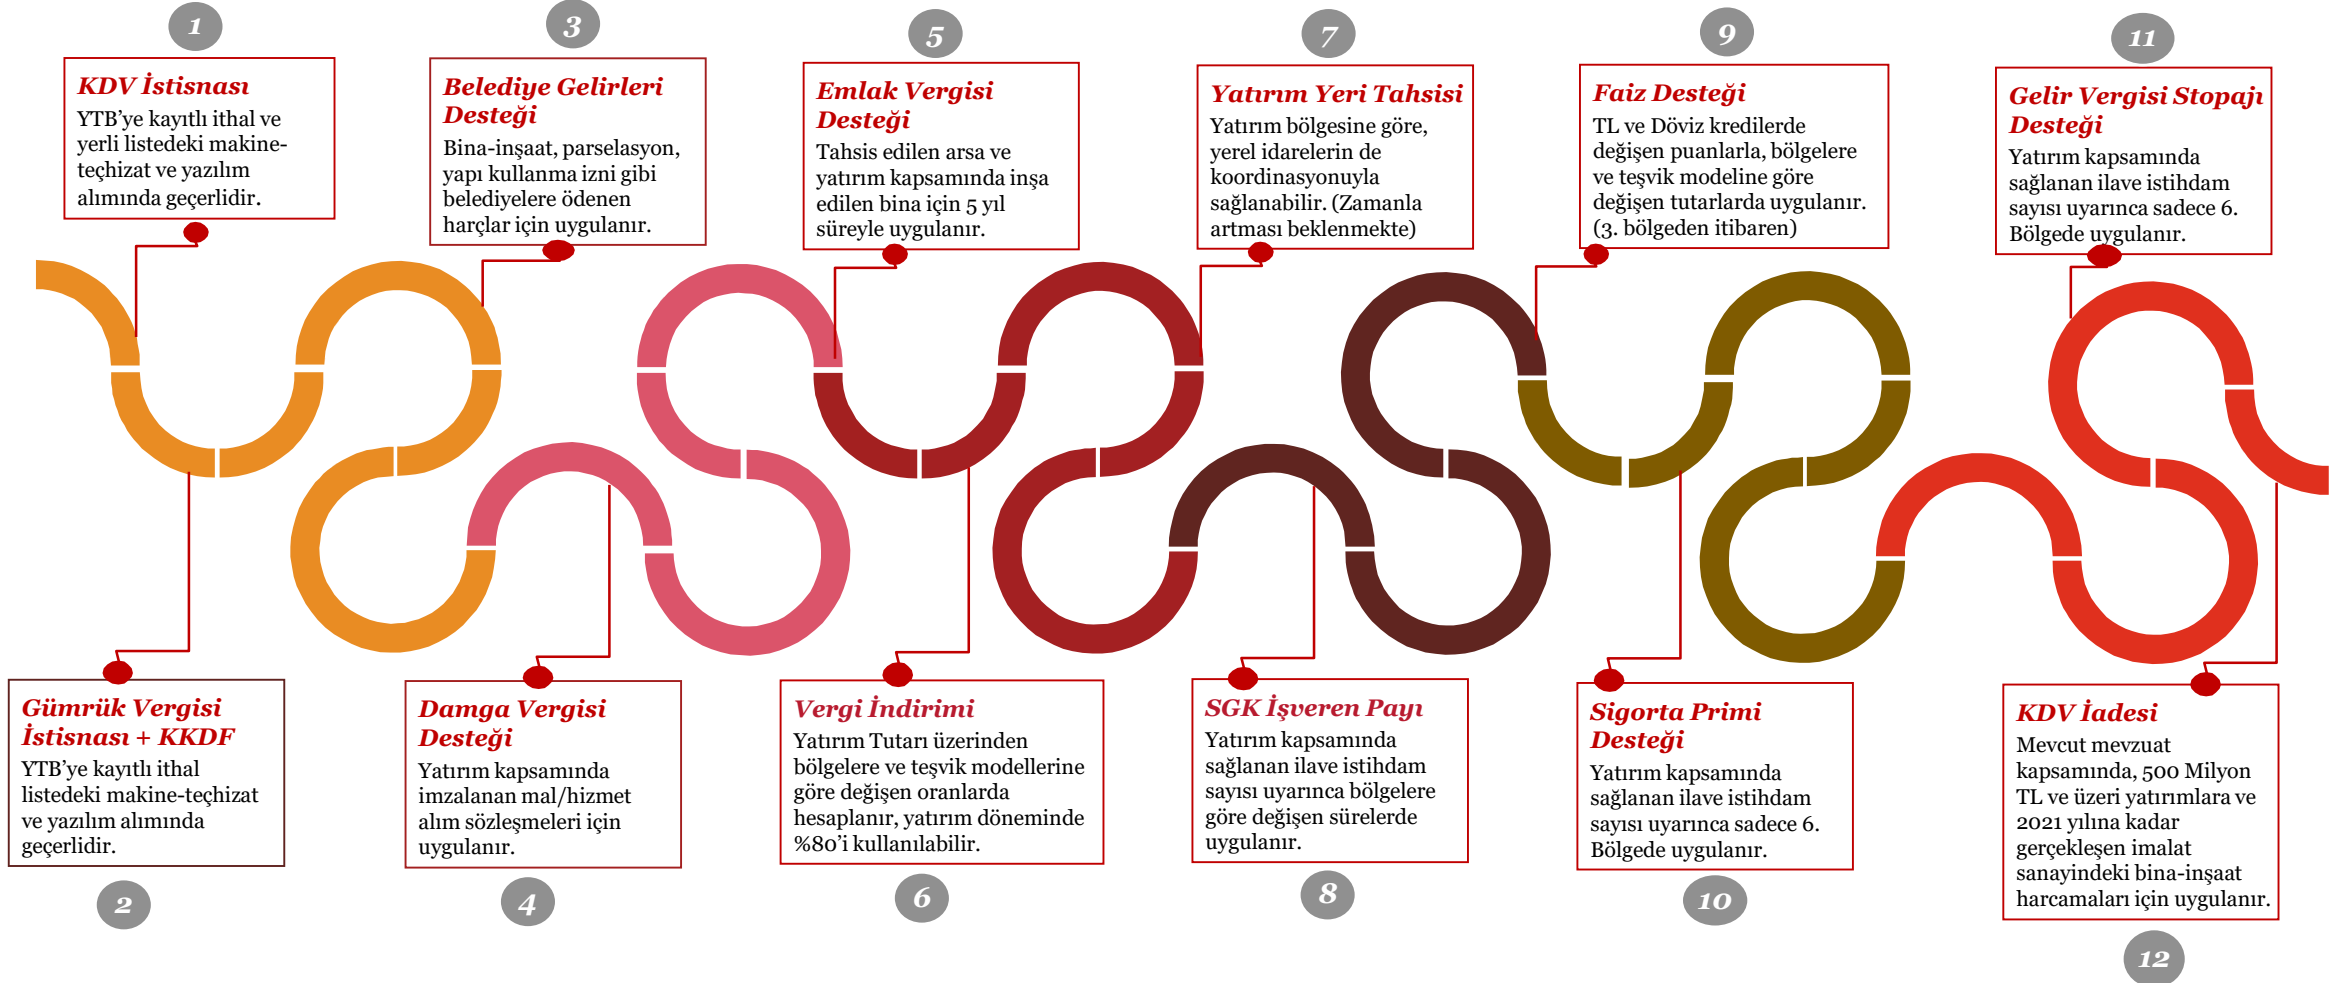 1
KDV İstisnası
YTB’ye kayıtlı ithal ve
yerli listedeki makine-
teçhizat ve yazılım
alımında geçerlidir.
2
Gümrük Vergisi
İstisnası + KKDF
YTB’ye kayıtlı ithal
listedeki makine-teçhizat
ve yazılım alımında
geçerlidir.
3
Belediye Gelirleri
Desteği
Bina-inşaat, parselasyon,
yapı kullanma izni gibi
belediyelere ödenen
harçlar için uygulanır.
4
Damga Vergisi
Desteği
Yatırım kapsamında
imzalanan mal/hizmet
alım sözleşmeleri için
uygulanır.
5
Emlak Vergisi
Desteği
Tahsis edilen arsa ve
yatırım kapsamında inşa
edilen bina için 5 yıl
süreyle uygulanır.
6
Vergi İndirimi
Yatırım Tutarı üzerinden
bölgelere ve teşvik modellerine
göre değişen oranlarda
hesaplanır, yatırım döneminde
%80’i kullanılabilir.
7
Yatırım Yeri Tahsisi
Yatırım bölgesine göre,
yerel idarelerin de
koordinasyonuyla
sağlanabilir. (Zamanla
artması beklenmekte)
8
SGK İşveren Payı
Yatırım kapsamında
sağlanan ilave istihdam
sayısı uyarınca bölgelere
göre değişen sürelerde
uygulanır.
9
Faiz Desteği
TL ve Döviz kredilerde
değişen puanlarla, bölgelere
ve teşvik modeline göre
değişen tutarlarda uygulanır.
(3. bölgeden itibaren)
10
Sigorta Primi
Desteği
Yatırım kapsamında
sağlanan ilave istihdam
sayısı uyarınca sadece 6.
Bölgede uygulanır.
11
Gelir Vergisi Stopajı
Desteği
Yatırım kapsamında
sağlanan ilave istihdam
sayısı uyarınca sadece 6.
Bölgede uygulanır.
12
KDV İadesi
Mevcut mevzuat
kapsamında, 500 Milyon
TL ve üzeri yatırımlara ve
2021 yılına kadar
gerçekleşen imalat
sanayindeki bina-inşaat
harcamaları için uygulanır.